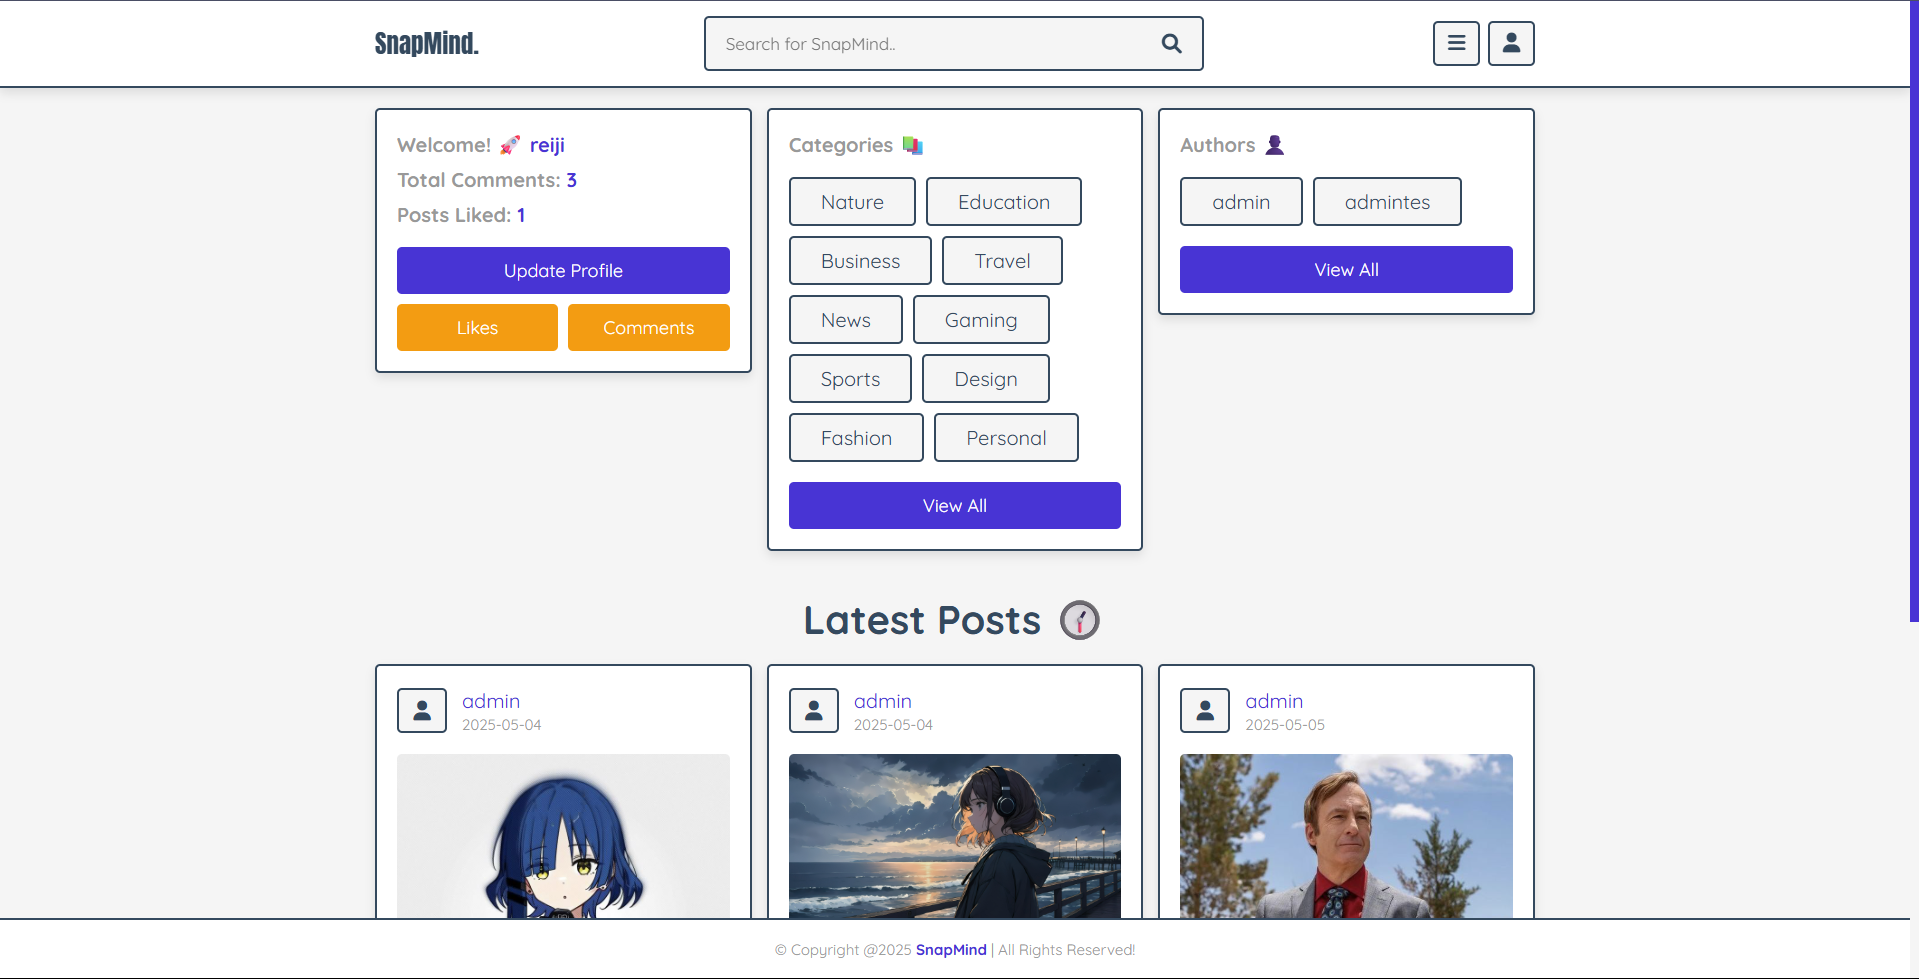 SnapMind.
Search for SnapMind..
Welcome! 🚀 reiji
Total Comments: 3
Posts Liked: 1
Update Profile
Likes Comments
Categories
Nature Education
Business Travel
News Gaming
Sports Design
Fashion Personal
View All
Authors 👤
admin admintes
View All
Latest Posts
admin
2025-05-04
admin
2025-05-04
admin
2025-05-05
© Copyright @2025 SnapMind | All Rights Reserved!